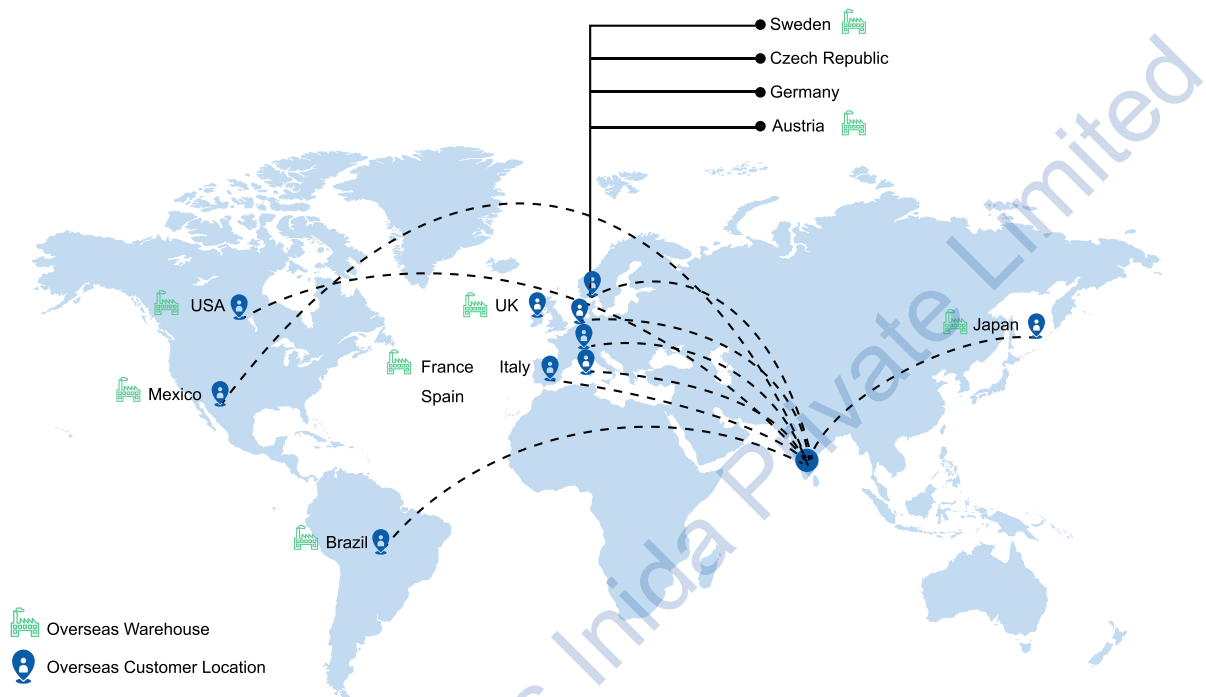 Sweden
Czech Republic
Germany
Austria
USA
UK
Japan
France
Italy
Spain
Mexico
Brazil
Overseas Warehouse
Overseas Customer Location
s Inida Private Limited